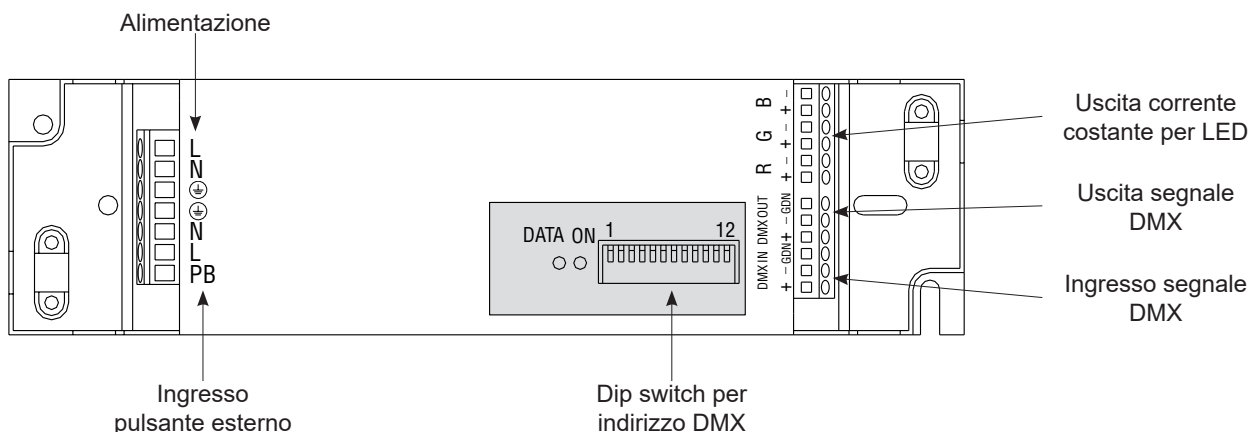 Alimentazione
L
N
N
L
PB
DATA ON 1 12
B - +
G - +
R - +
DMX OUT GDN - +
DMX IN GDN - +
Uscita corrente
costante per LED
Uscita segnale
DMX
Ingresso segnale
DMX
Ingresso
pulsante esterno
Dip switch per
indirizzo DMX